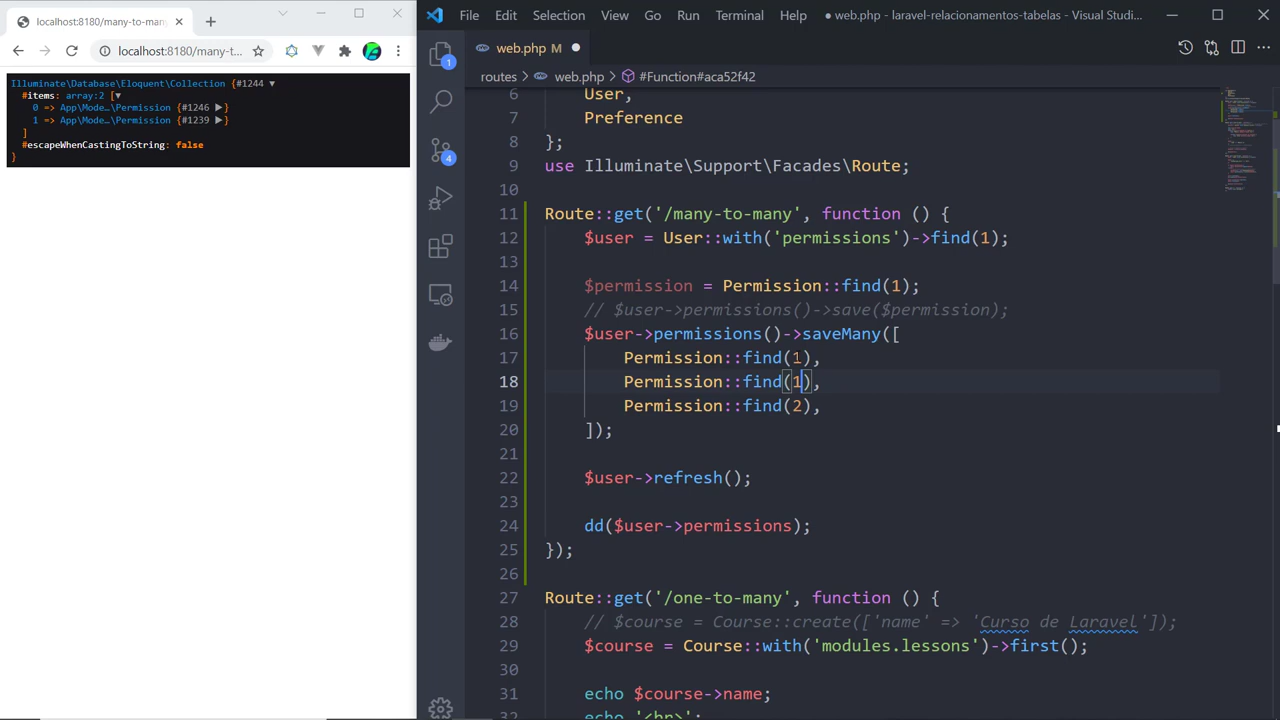 localhost:8180/many-to-many
localhost:8180/many-t...
Illuminate\Database\Eloquent\Collection {#1244 ▼
#items: array:2 [▼
0 => App\Mode…\Permission {#1246 ▶}
1 => App\Mode…\Permission {#1239 ▶}
]
#escapeWhenCastingToString: false
}
File Edit Selection View Go Run Terminal Help
● web.php - laravel-relacionamentos-tabelas - Visual Studi...
web.php M ●
routes > web.php > #Function#aca52f42
1
4
6 User,
7 Preference
8 };
9 use Illuminate\Support\Facades\Route;
10
11 Route::get('/many-to-many', function () {
12 $user = User::with('permissions')->find(1);
13
14 $permission = Permission::find(1);
15 // $user->permissions()->save($permission);
16 $user->permissions()->saveMany([
17 Permission::find(1),
18 Permission::find(1),
19 Permission::find(2),
20 ]);
21
22 $user->refresh();
23
24 dd($user->permissions);
25 });
26
27 Route::get('/one-to-many', function () {
28 // $course = Course::create(['name' => 'Curso de Laravel']);
29 $course = Course::with('modules.lessons')->first();
30
31 echo $course->name;
32 echo '<br>';